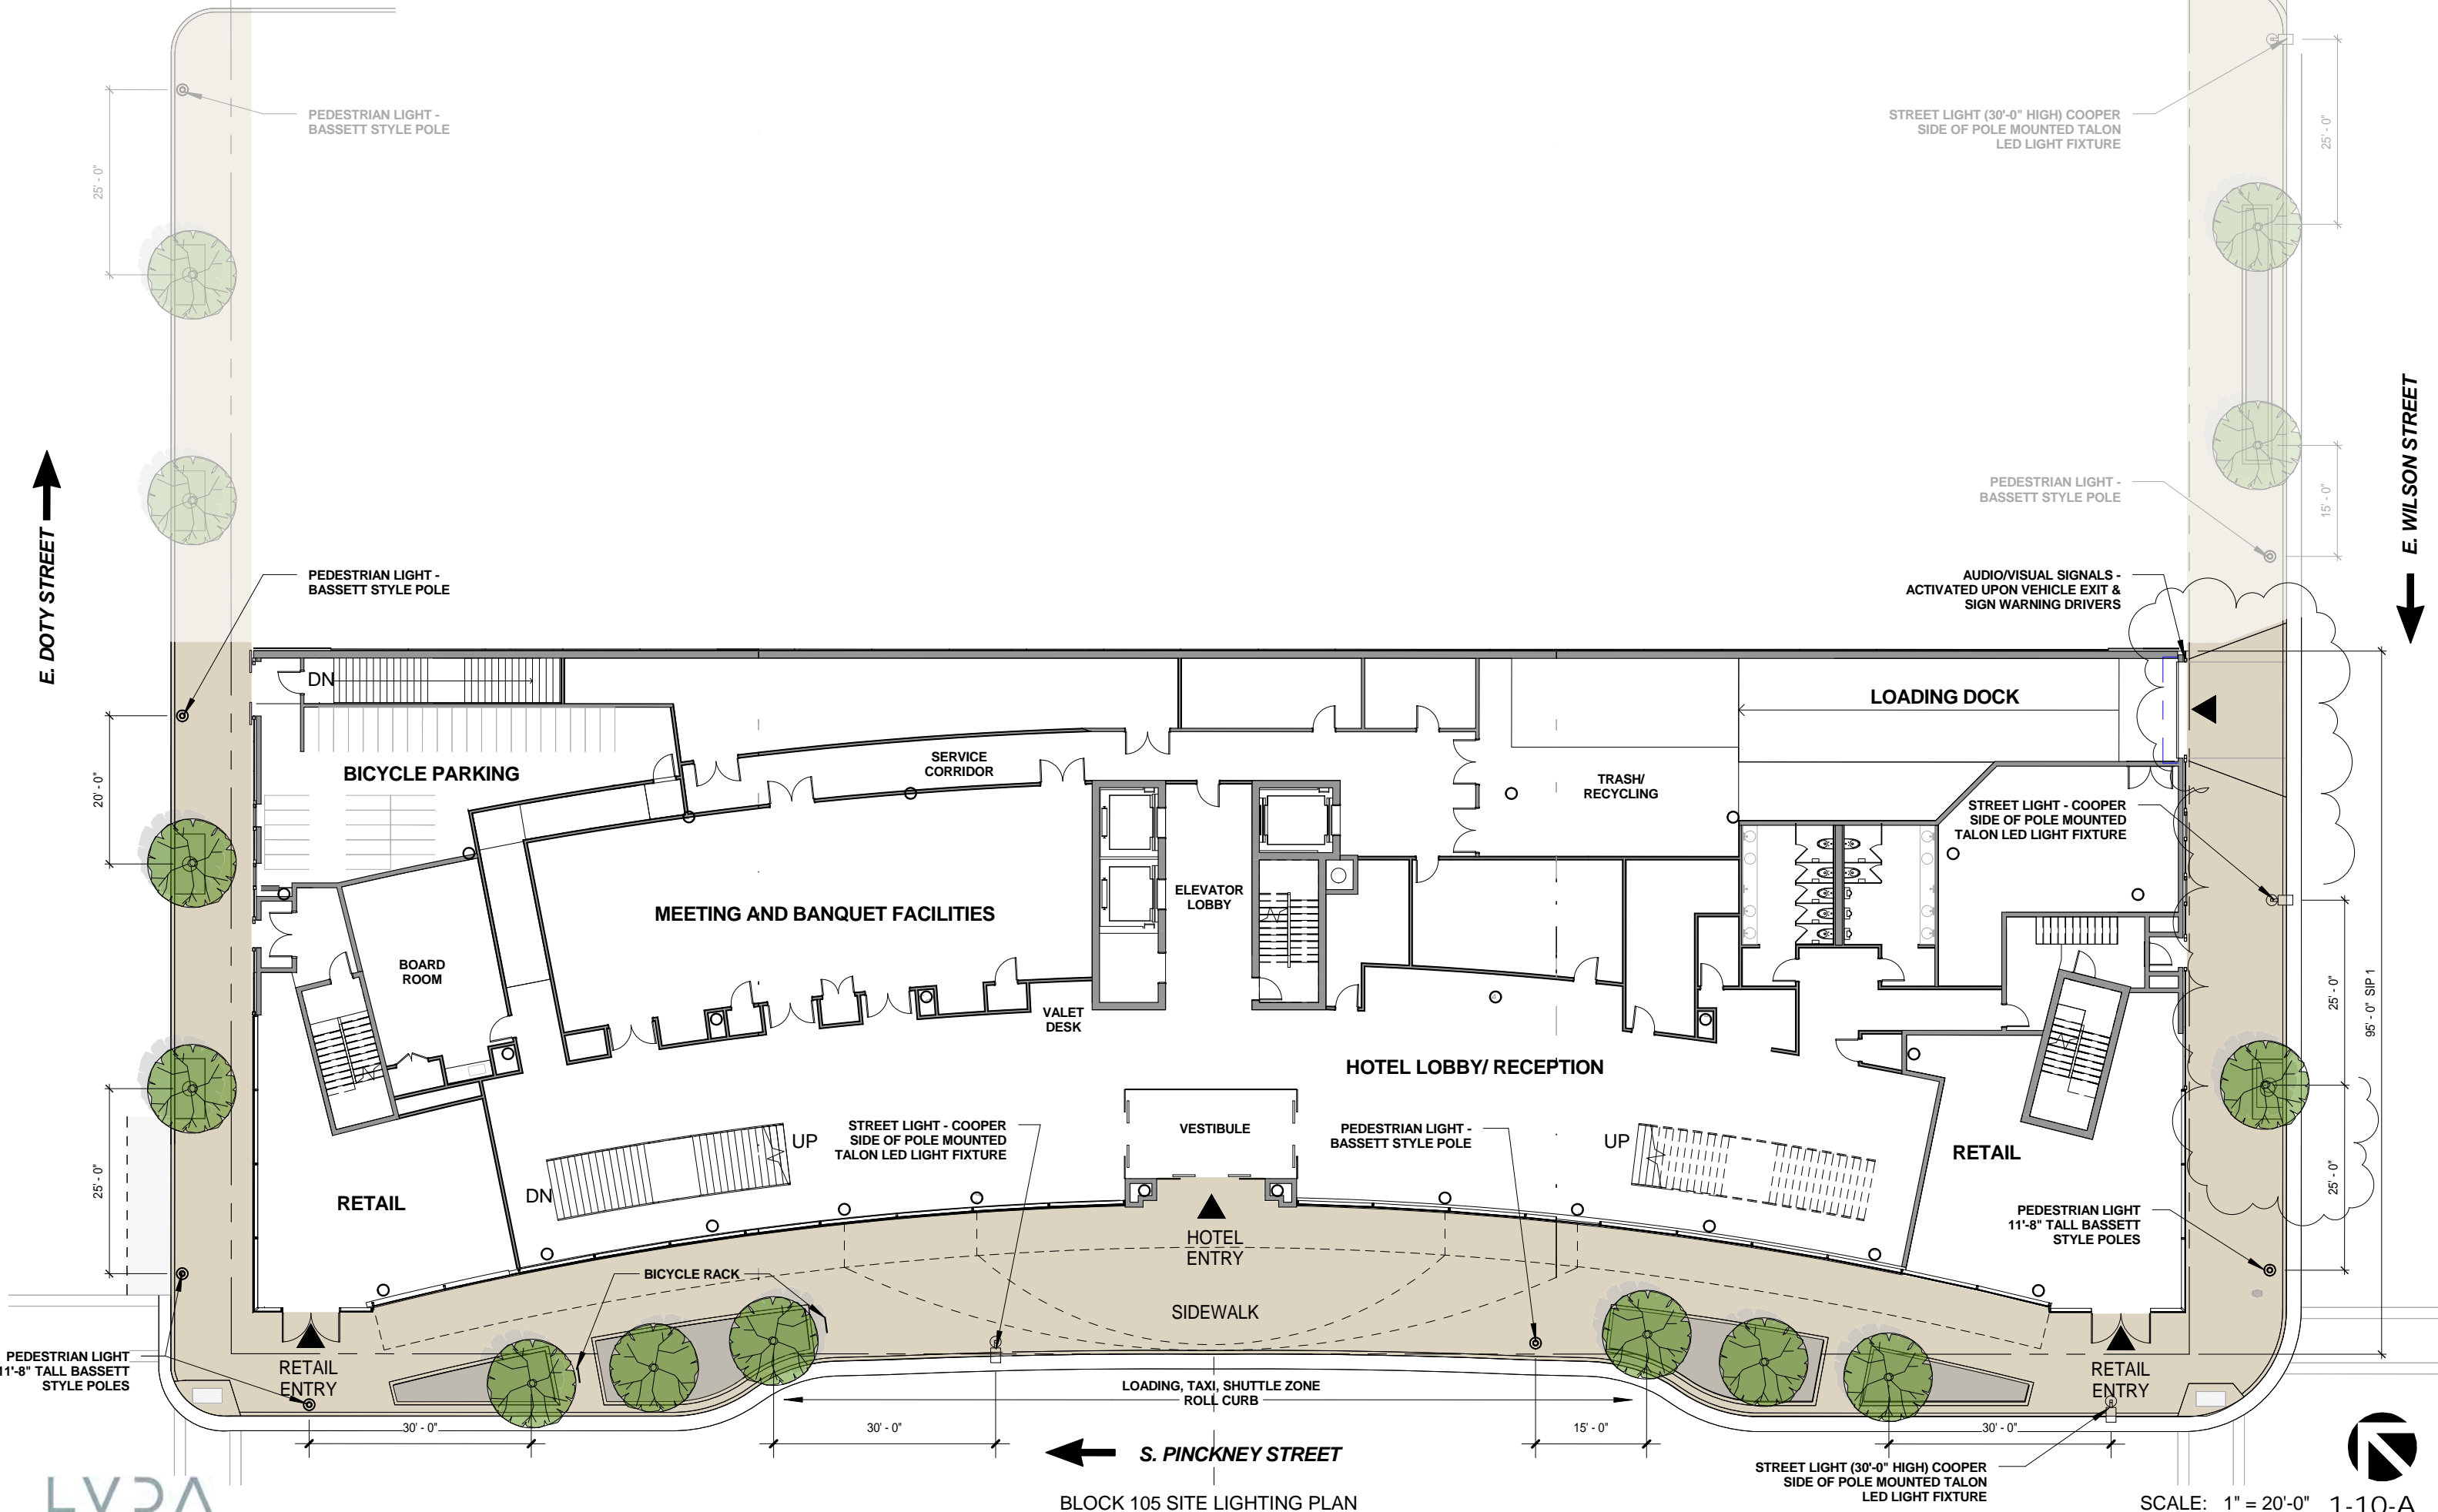 PEDESTRIAN LIGHT -
BASSETT STYLE POLE
STREET LIGHT (30'-0" HIGH) COOPER
SIDE OF POLE MOUNTED TALON
LED LIGHT FIXTURE
25' - 0"
25' - 0"
E. DOTY STREET
E. WILSON STREET
PEDESTRIAN LIGHT -
BASSETT STYLE POLE
15' - 0"
PEDESTRIAN LIGHT -
BASSETT STYLE POLE
AUDIO/VISUAL SIGNALS -
ACTIVATED UPON VEHICLE EXIT &
SIGN WARNING DRIVERS
DN
LOADING DOCK
BICYCLE PARKING
SERVICE
CORRIDOR
TRASH/
RECYCLING
20' - 0"
STREET LIGHT - COOPER
SIDE OF POLE MOUNTED
TALON LED LIGHT FIXTURE
MEETING AND BANQUET FACILITIES
ELEVATOR
LOBBY
BOARD
ROOM
VALET
DESK
25' - 0"
95' - 0" SIP 1
HOTEL LOBBY/ RECEPTION
STREET LIGHT - COOPER
SIDE OF POLE MOUNTED
TALON LED LIGHT FIXTURE
UP
VESTIBULE
PEDESTRIAN LIGHT -
BASSETT STYLE POLE
UP
RETAIL
25' - 0"
25' - 0"
RETAIL
DN
PEDESTRIAN LIGHT
11'-8" TALL BASSETT
STYLE POLES
HOTEL
ENTRY
BICYCLE RACK
SIDEWALK
PEDESTRIAN LIGHT
11'-8" TALL BASSETT
STYLE POLES
RETAIL
ENTRY
RETAIL
ENTRY
LOADING, TAXI, SHUTTLE ZONE
ROLL CURB
30' - 0"
30' - 0"
15' - 0"
30' - 0"
S. PINCKNEY STREET
STREET LIGHT (30'-0" HIGH) COOPER
SIDE OF POLE MOUNTED TALON
LED LIGHT FIXTURE
BLOCK 105 SITE LIGHTING PLAN
SCALE: 1" = 20'-0"
1-10-A